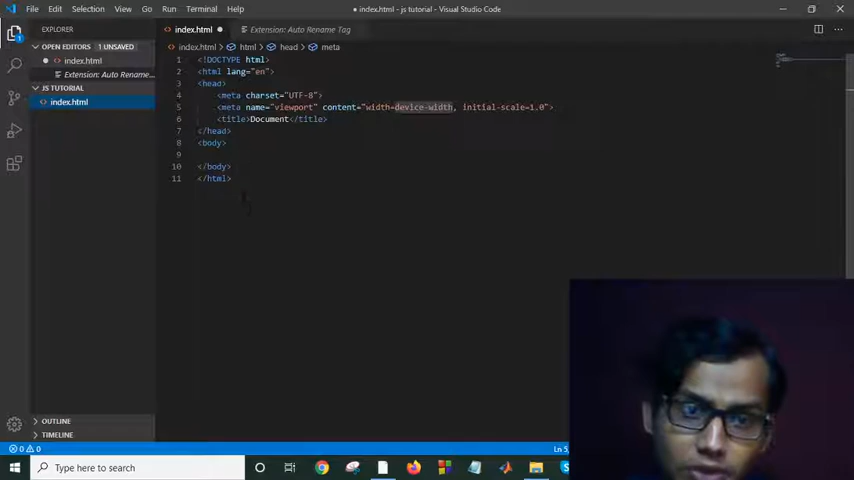 File Edit Selection View Go Run Terminal Help
● index.html - js tutorial - Visual Studio Code
EXPLORER
OPEN EDITORS 1 UNSAVED
index.html
Extension: Auto Rename...
JS TUTORIAL
index.html
OUTLINE
TIMELINE
index.html ●
Extension: Auto Rename Tag
index.html > html > head > meta
1 <!DOCTYPE html>
2 <html lang="en">
3 <head>
4 <meta charset="UTF-8">
5 <meta name="viewport" content="width=device-width, initial-scale=1.0">
6 <title>Document</title>
7 </head>
8 <body>
9
10 </body>
11 </html>
0 0
Ln 5,
Type here to search